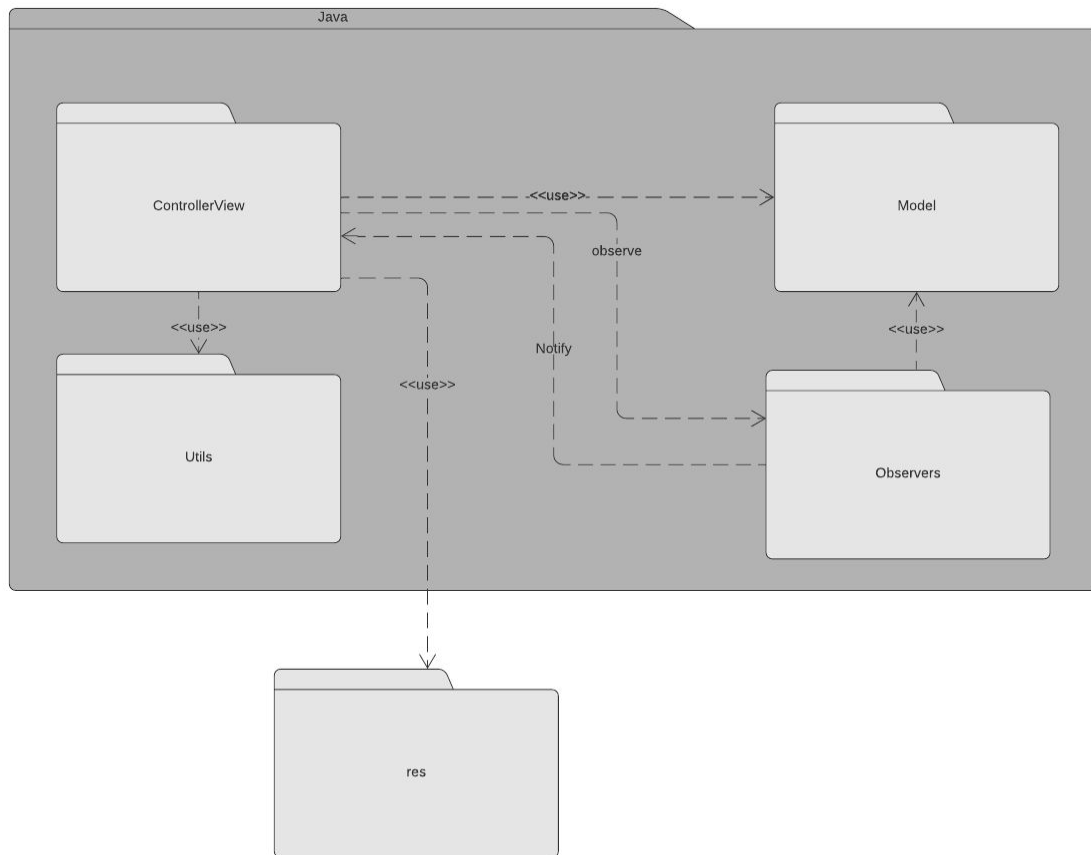 Java
<<use>>
ControllerView
Model
observe
<<use>>
<<use>>
Notify
<<use>>
Utils
Observers
res